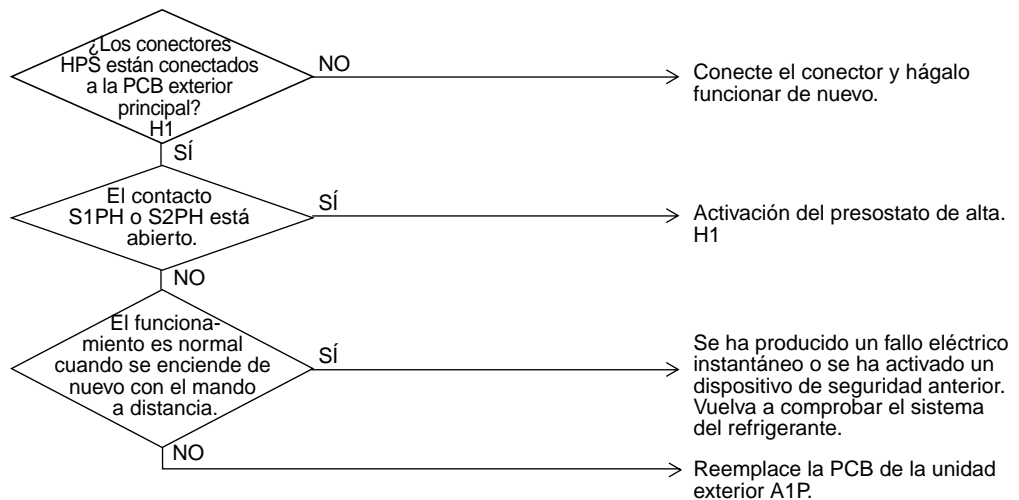 ¿Los conectores
HPS están conectados
a la PCB exterior
principal?
H1
NO
Conecte el conector y hágalo
funcionar de nuevo.
SÍ
El contacto
S1PH o S2PH está
abierto.
SÍ
Activación del presostato de alta.
H1
NO
El funciona-
miento es normal
cuando se enciende de
nuevo con el mando
a distancia.
SÍ
Se ha producido un fallo eléctrico
instantáneo o se ha activado un
dispositivo de seguridad anterior.
Vuelva a comprobar el sistema
del refrigerante.
NO
Reemplace la PCB de la unidad
exterior A1P.